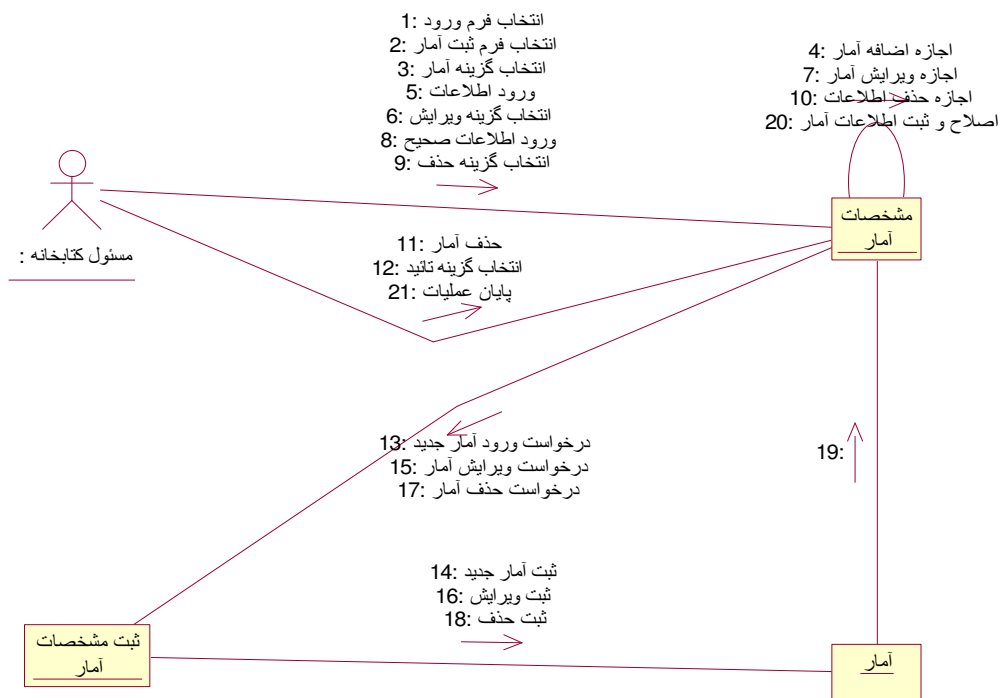 1: انتخاب فرم ورود
2: انتخاب فرم ثبت آمار
3: انتخاب گزینه آمار
5: ورود اطلاعات
6: انتخاب گزینه ویرایش
8: ورود اطلاعات صحیح
9: انتخاب گزینه حذف
4: اجازه اضافه آمار
7: اجازه ویرایش آمار
10: اجازه حذف اطلاعات
20: اصلاح و ثبت اطلاعات آمار
مشخصات
آمار
: مسئول کتابخانه
11: حذف آمار
12: انتخاب گزینه تائید
21: پایان عملیات
13: درخواست ورود آمار جدید
15: درخواست ویرایش آمار
17: درخواست حذف آمار
19:
14: ثبت آمار جدید
16: ثبت ویرایش
18: ثبت حذف
ثبت مشخصات
آمار
آمار